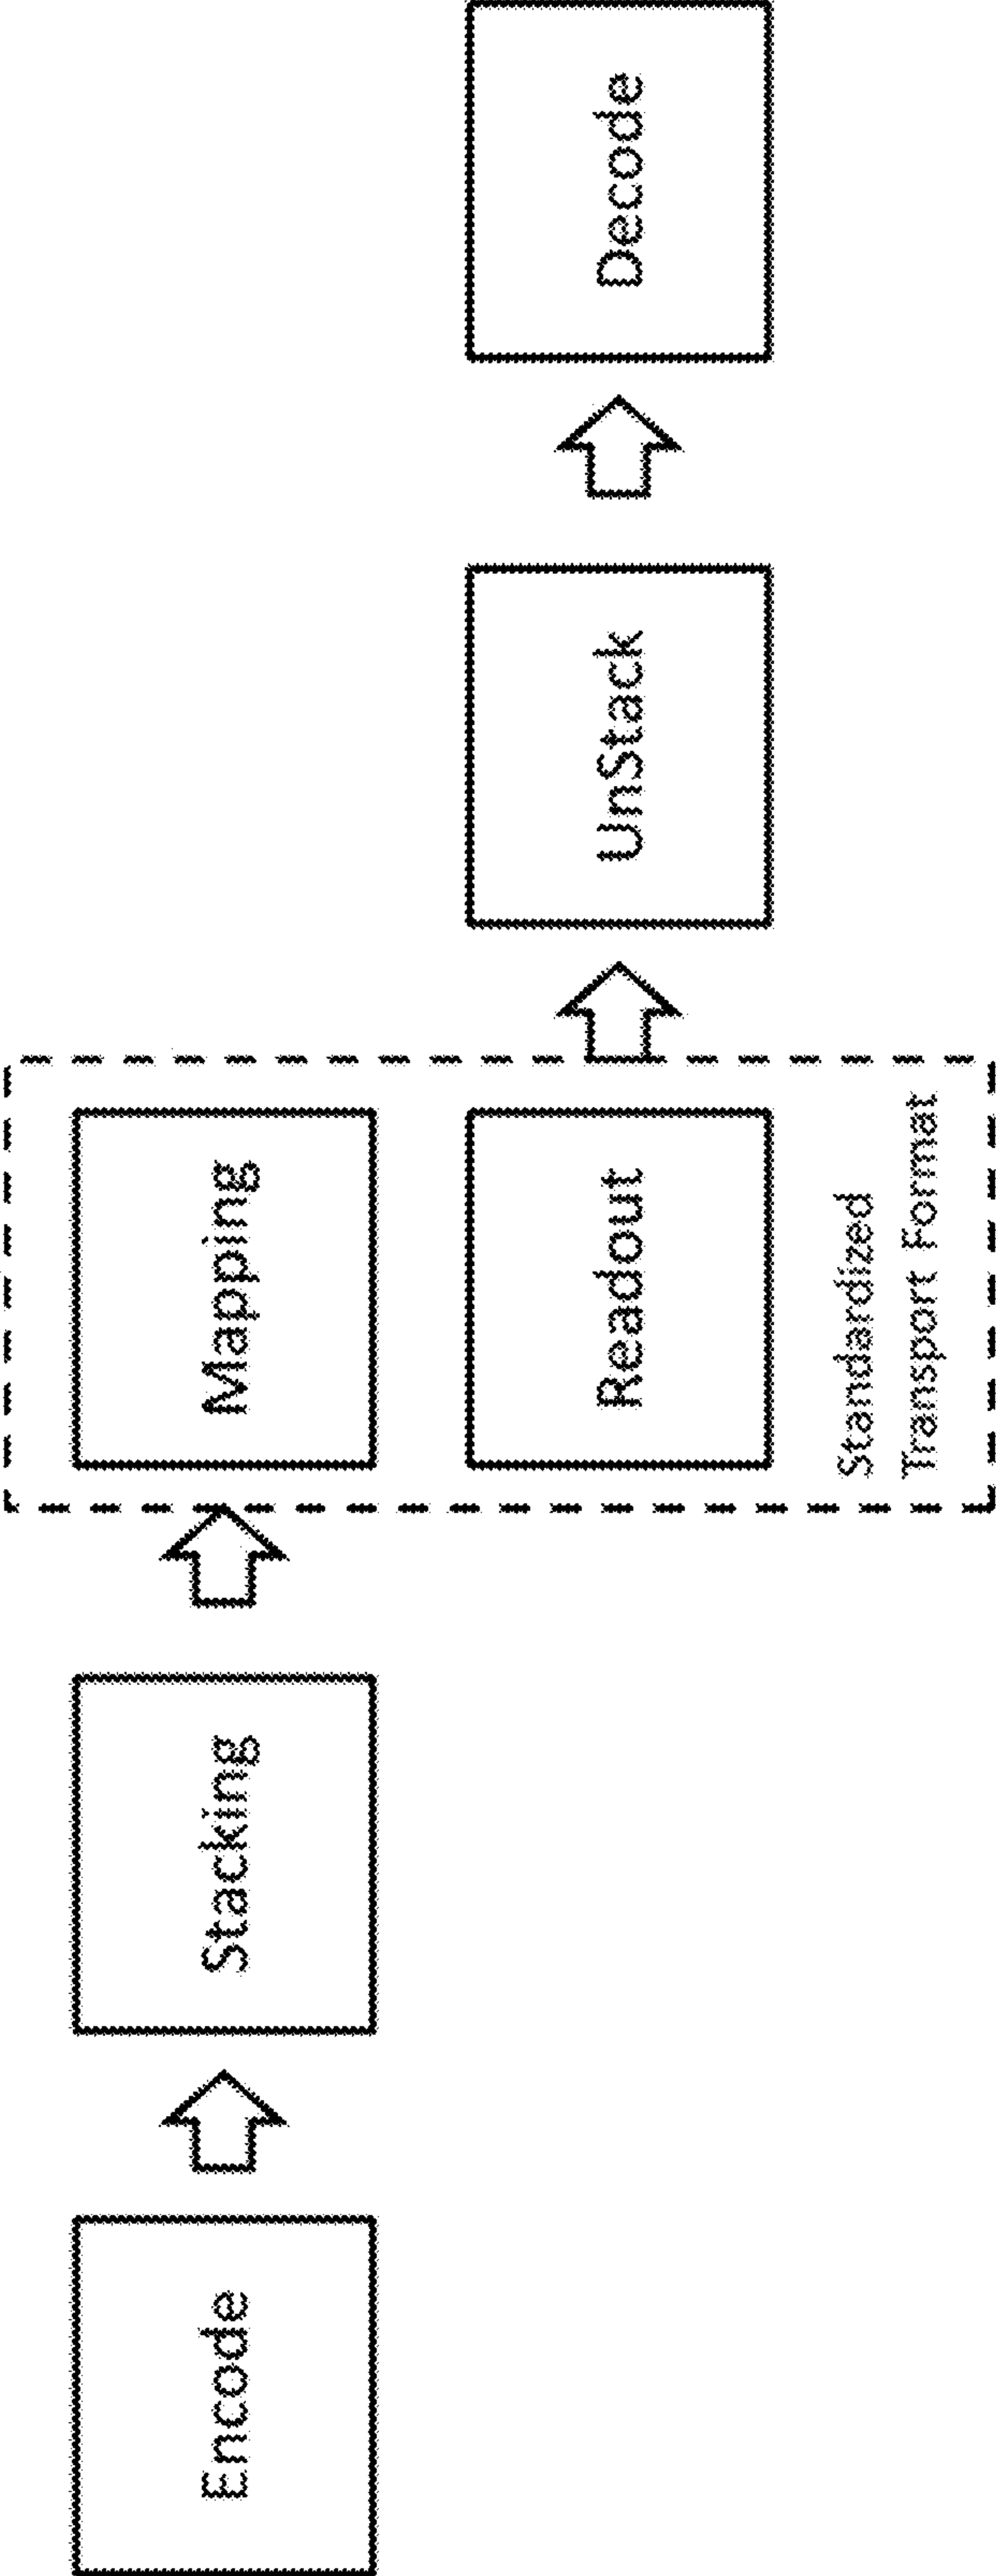 Encode
Stacking
Mapping
Readout
Standardized
Transport Format
UnStack
Decode